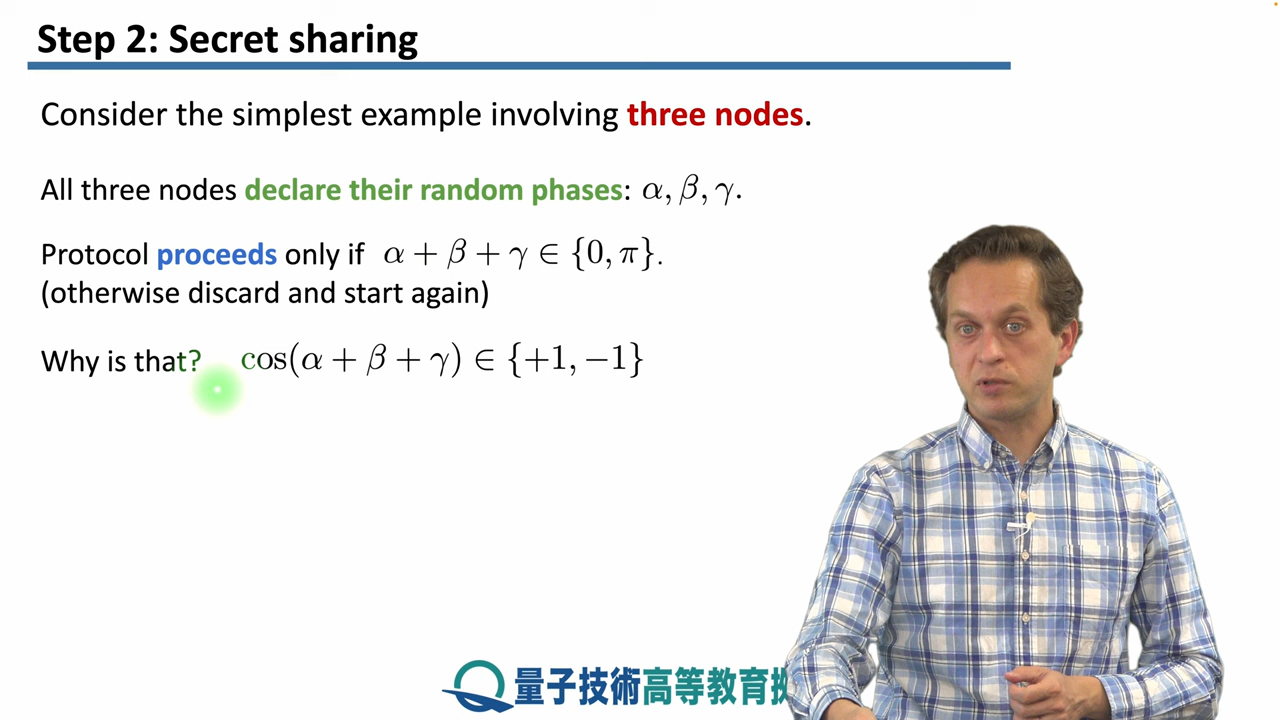 Step 2: Secret sharing
Consider the simplest example involving three nodes.
All three nodes declare their random phases: α, β, γ.
Protocol proceeds only if α + β + γ ∈ {0, π}.
(otherwise discard and start again)
Why is that? cos(α + β + γ) ∈ {+1, −1}
量子技術高等教育拠